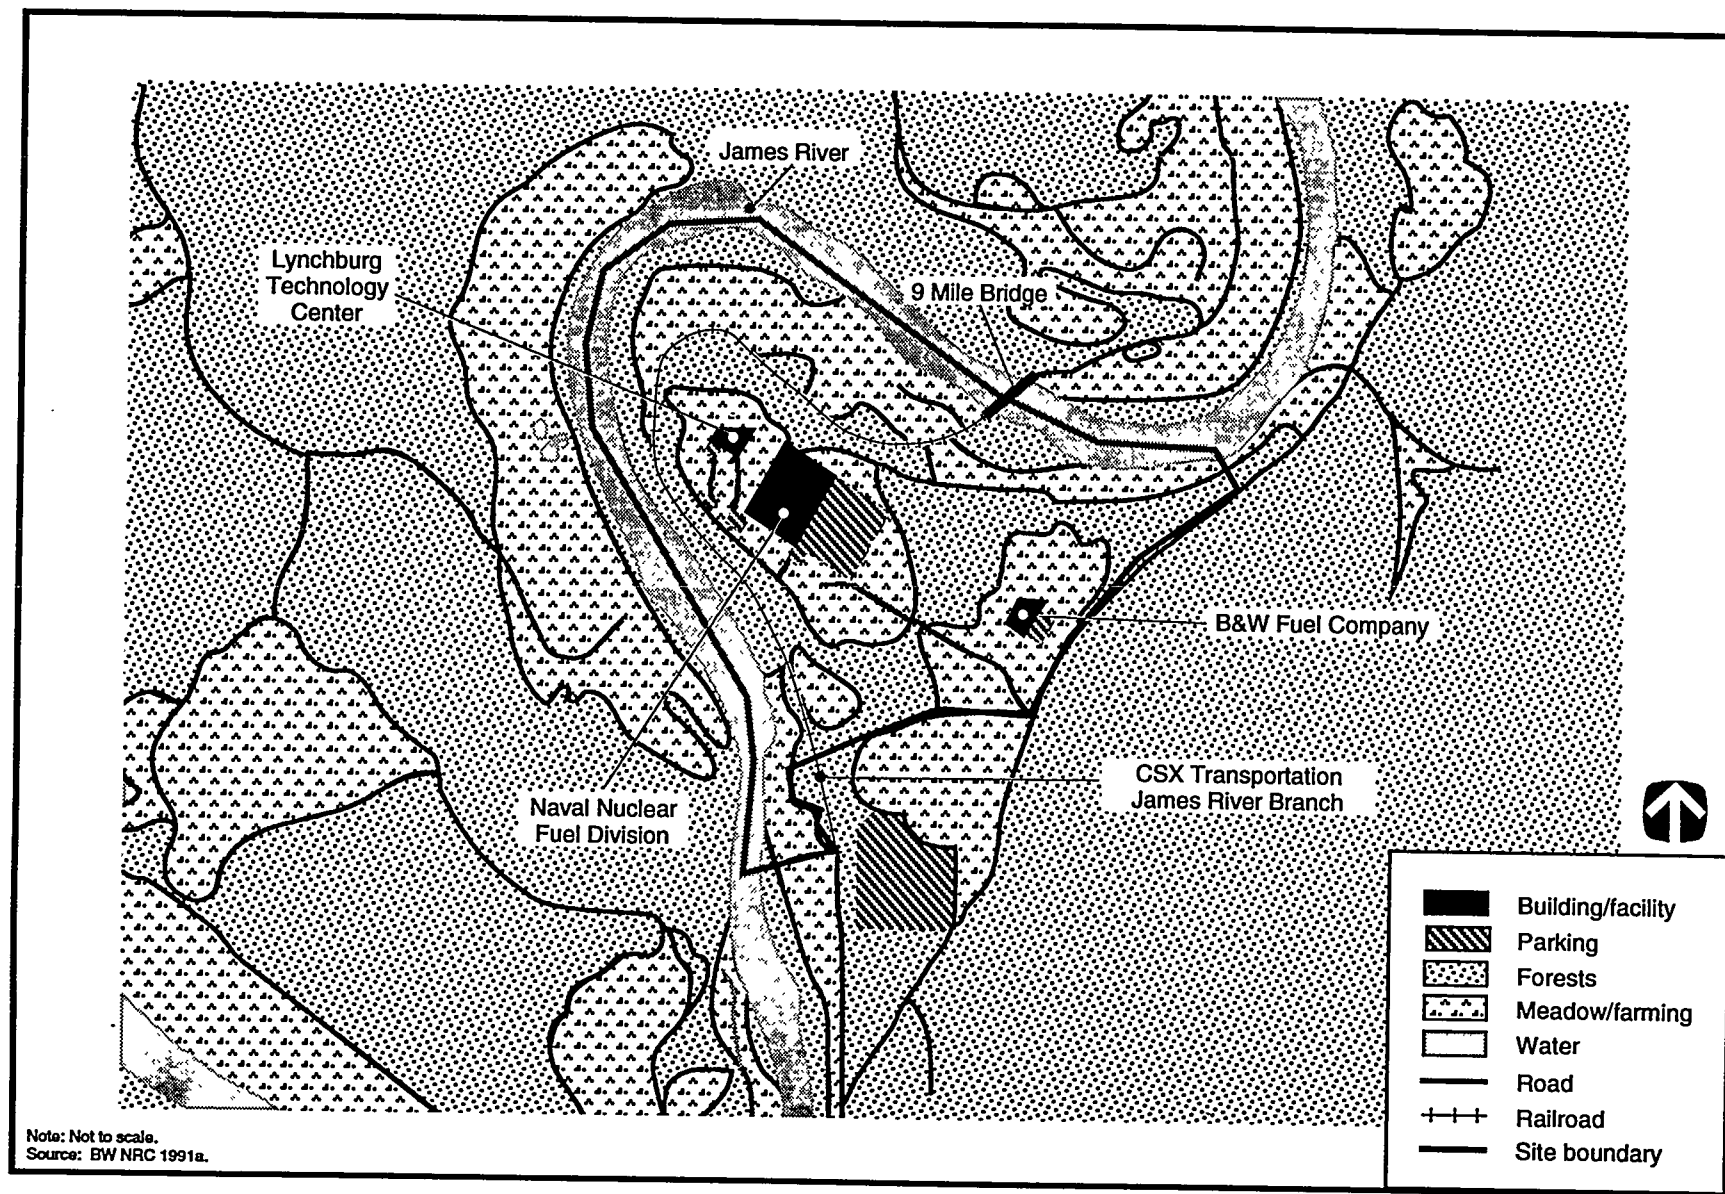 James River
Lynchburg
Technology
Center
9 Mile Bridge
B&W Fuel Company
Naval Nuclear
Fuel Division
CSX Transportation
James River Branch
Building/facility
Parking
Forests
Meadow/farming
Water
Road
Railroad
Site boundary
Note: Not to scale.
Source: BW NRC 1991a.